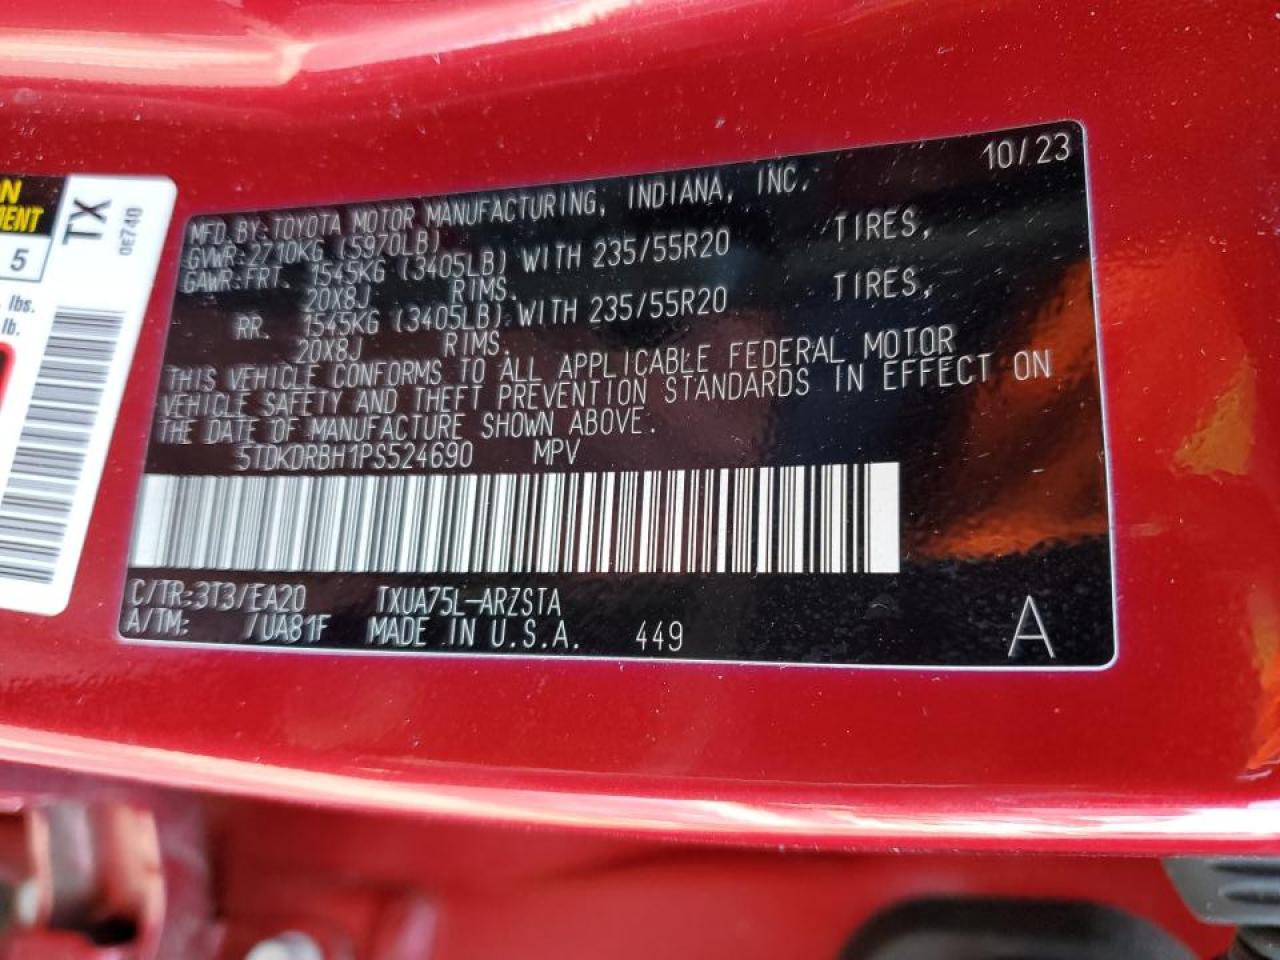 10/23
MFD.BY:TOYOTA MOTOR MANUFACTURING, INDIANA, INC.
GVWR:2710KG (5970LB)
GAWR:FRT. 1545KG (3405LB) WITH 235/55R20 TIRES,
20X8J RIMS.
RR. 1545KG (3405LB) WITH 235/55R20 TIRES,
20X8J RIMS.
THIS VEHICLE CONFORMS TO ALL APPLICABLE FEDERAL MOTOR
VEHICLE SAFETY AND THEFT PREVENTION STANDARDS IN EFFECT ON
THE DATE OF MANUFACTURE SHOWN ABOVE.
5TDKDRBH1PS524690 MPV
C/TR:3T3/EA20 TXUA75L-ARZSTA
A/TM: /UA81F MADE IN U.S.A. 449
A
TX
0E740
5
lbs.
lb.